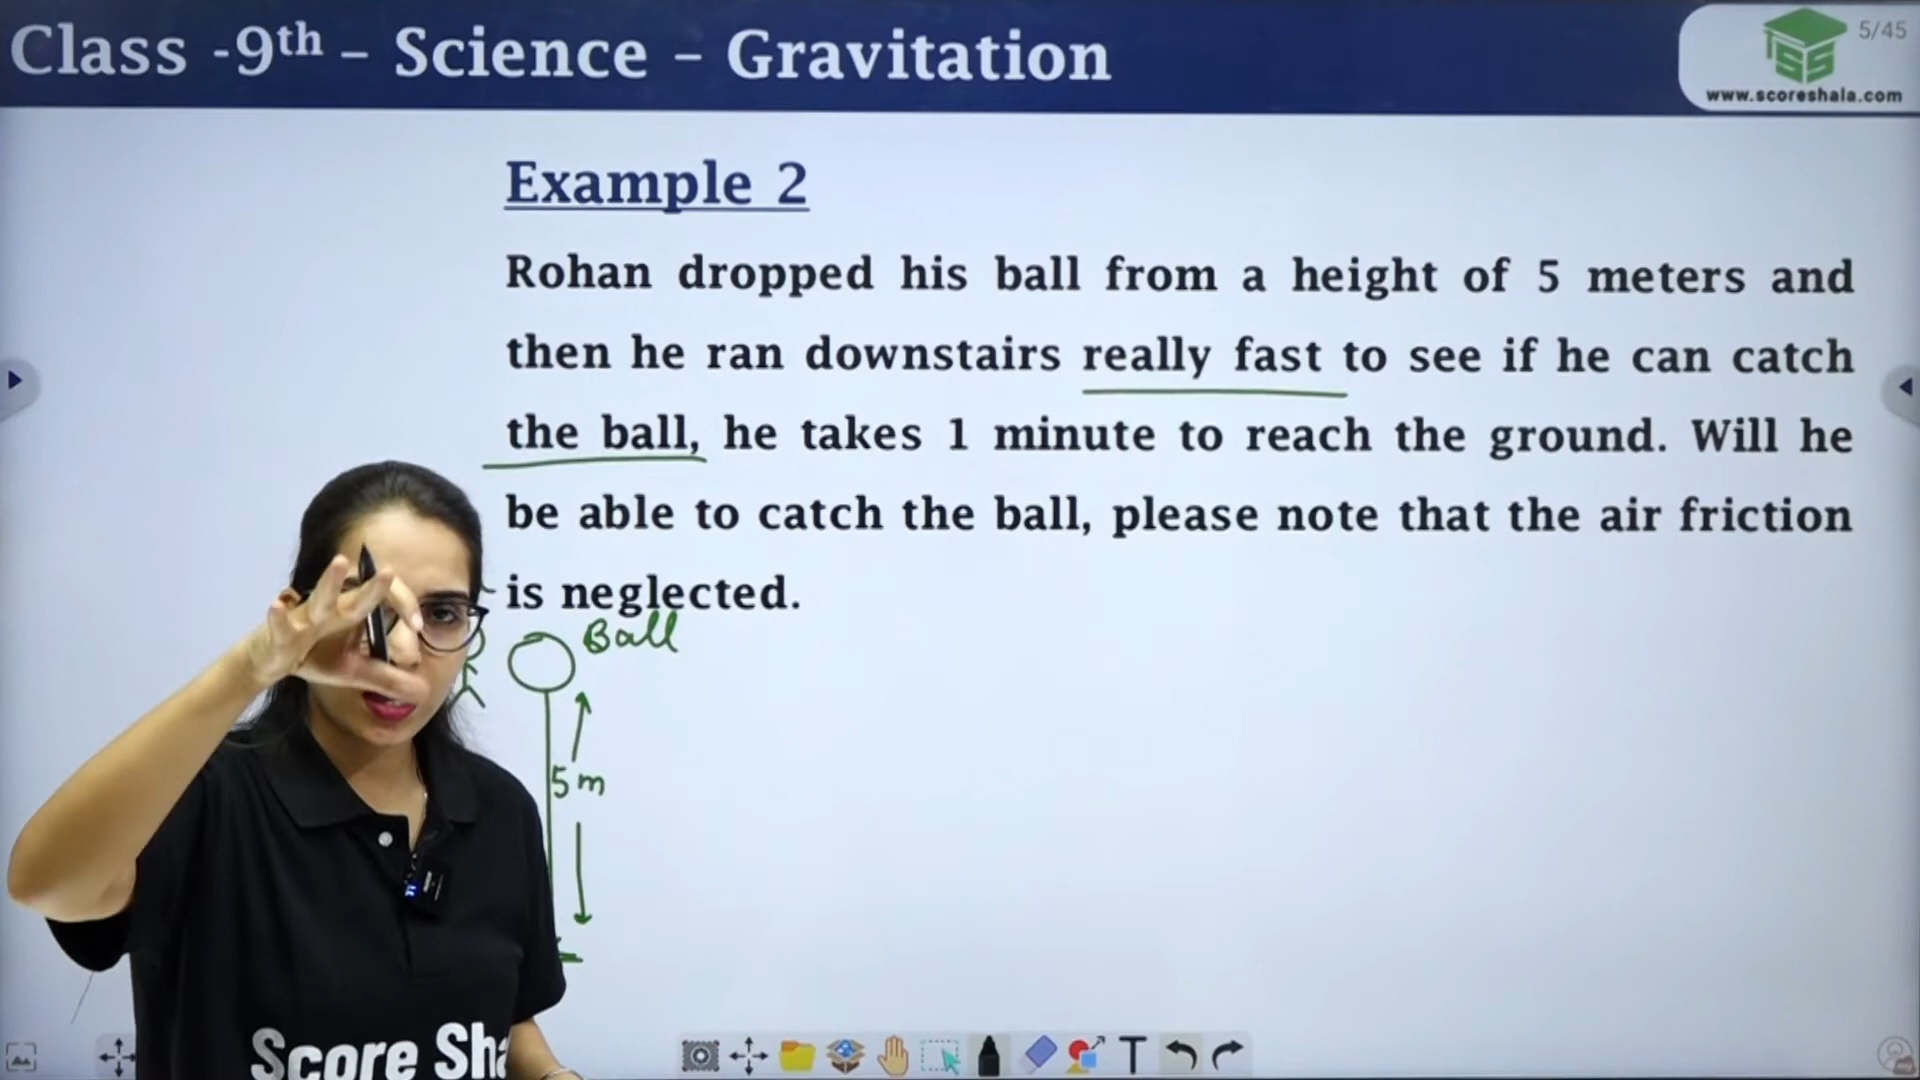 Class -9th – Science – Gravitation
5/45
SS
www.scoreshala.com
Example 2
Rohan dropped his ball from a height of 5 meters and
then he ran downstairs really fast to see if he can catch
the ball, he takes 1 minute to reach the ground. Will he
be able to catch the ball, please note that the air friction
is neglected.
Ball
5 m
Score Sha
T